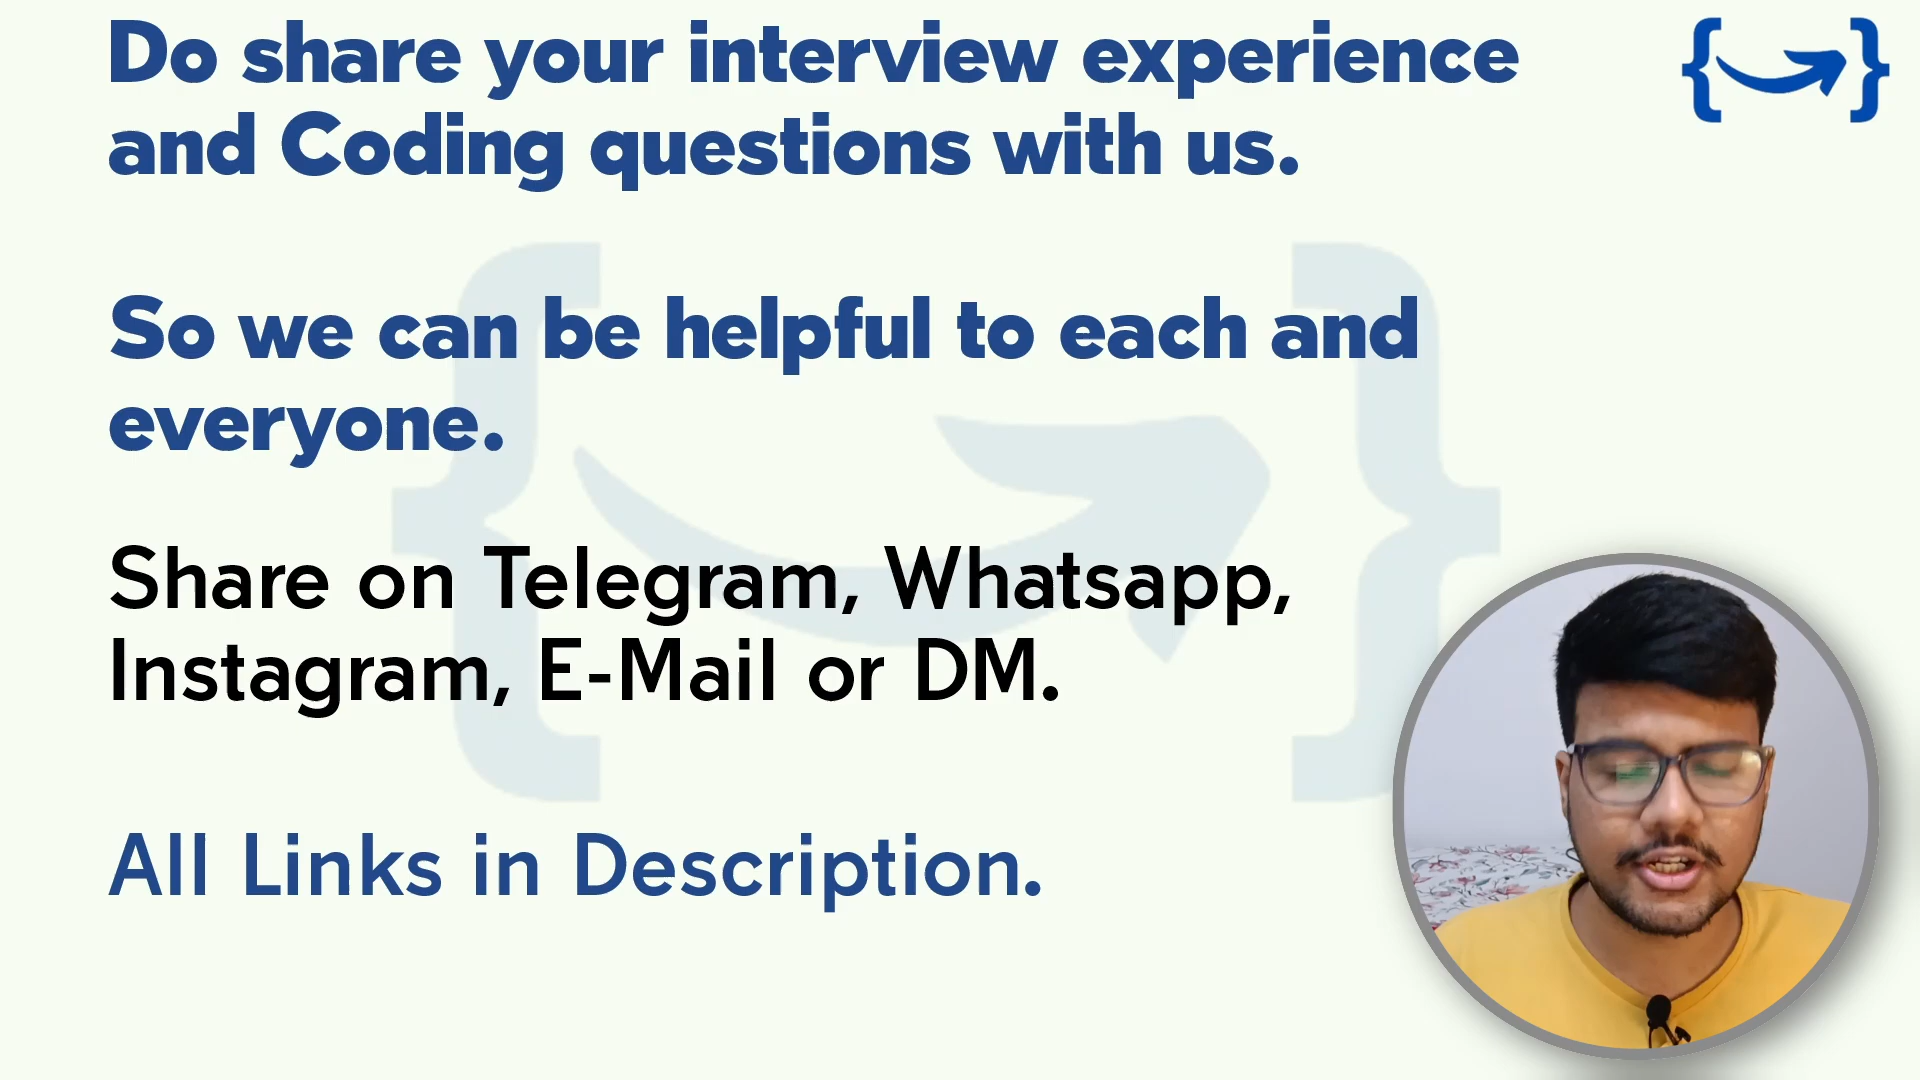 Do share your interview experience
and Coding questions with us.
So we can be helpful to each and
everyone.
Share on Telegram, Whatsapp,
Instagram, E-Mail or DM.
All Links in Description.